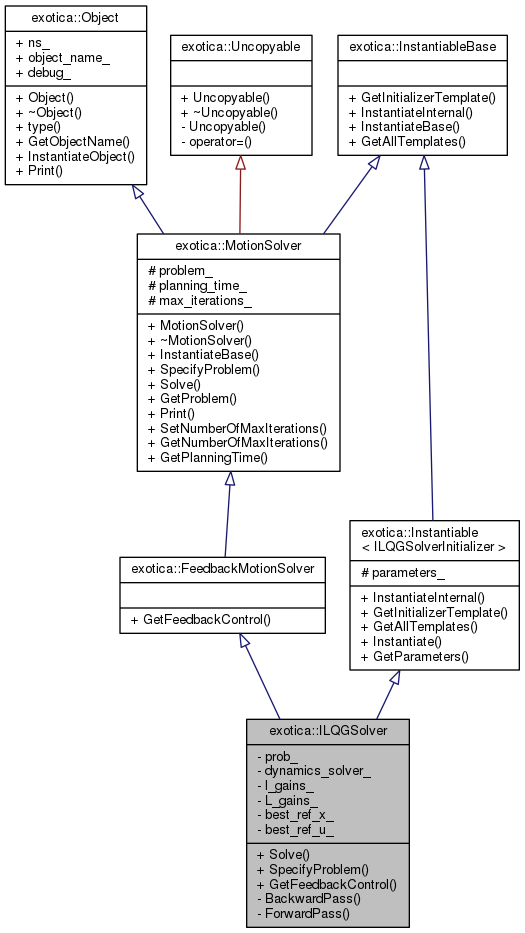 exotica::Object
+ ns_
+ object_name_
+ debug_
+ Object()
+ ~Object()
+ type()
+ GetObjectName()
+ InstantiateObject()
+ Print()
exotica::Uncopyable
+ Uncopyable()
+ ~Uncopyable()
- Uncopyable()
- operator=()
exotica::InstantiableBase
+ GetInitializerTemplate()
+ InstantiateInternal()
+ InstantiateBase()
+ GetAllTemplates()
exotica::MotionSolver
# problem_
# planning_time_
# max_iterations_
+ MotionSolver()
+ ~MotionSolver()
+ InstantiateBase()
+ SpecifyProblem()
+ Solve()
+ GetProblem()
+ Print()
+ SetNumberOfMaxIterations()
+ GetNumberOfMaxIterations()
+ GetPlanningTime()
exotica::Instantiable
< ILQGSolverInitializer >
# parameters_
+ InstantiateInternal()
+ GetInitializerTemplate()
+ GetAllTemplates()
+ Instantiate()
+ GetParameters()
exotica::FeedbackMotionSolver
+ GetFeedbackControl()
exotica::ILQGSolver
- prob_
- dynamics_solver_
- l_gains_
- L_gains_
- best_ref_x_
- best_ref_u_
+ Solve()
+ SpecifyProblem()
+ GetFeedbackControl()
- BackwardPass()
- ForwardPass()